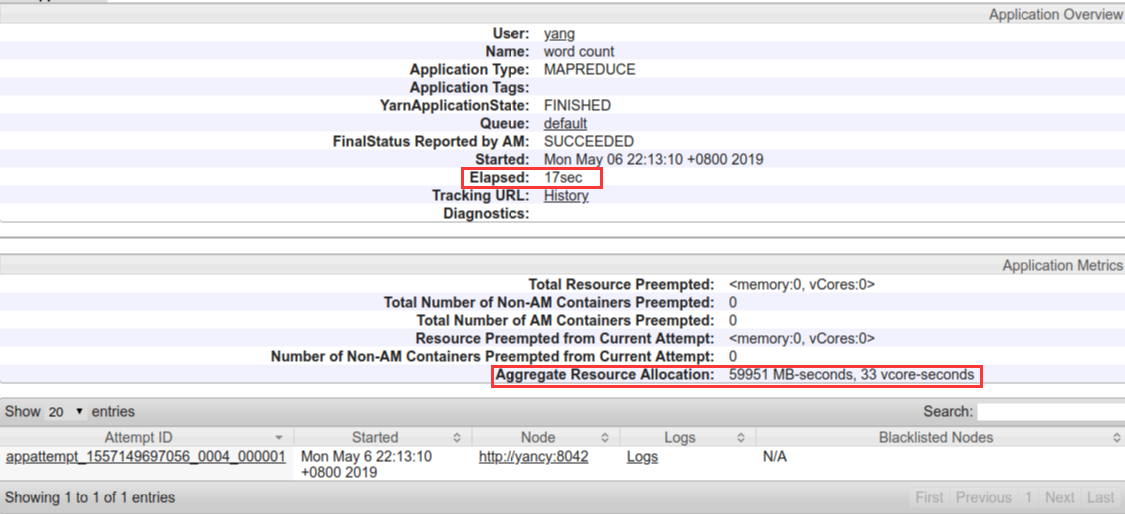 Application Overview
User: yang
Name: word count
Application Type: MAPREDUCE
Application Tags:
YarnApplicationState: FINISHED
Queue: default
FinalStatus Reported by AM: SUCCEEDED
Started: Mon May 06 22:13:10 +0800 2019
Elapsed: 17sec
Tracking URL: History
Diagnostics:
Application Metrics
Total Resource Preempted: <memory:0, vCores:0>
Total Number of Non-AM Containers Preempted: 0
Total Number of AM Containers Preempted: 0
Resource Preempted from Current Attempt: <memory:0, vCores:0>
Number of Non-AM Containers Preempted from Current Attempt: 0
Aggregate Resource Allocation: 59951 MB-seconds, 33 vcore-seconds
Show 20 entries Search:
Attempt ID Started Node Logs Blacklisted Nodes
appattempt_1557149697056_0004_000001 Mon May 6 22:13:10 http://yancy:8042 Logs N/A
+0800 2019
Showing 1 to 1 of 1 entries First Previous 1 Next Last